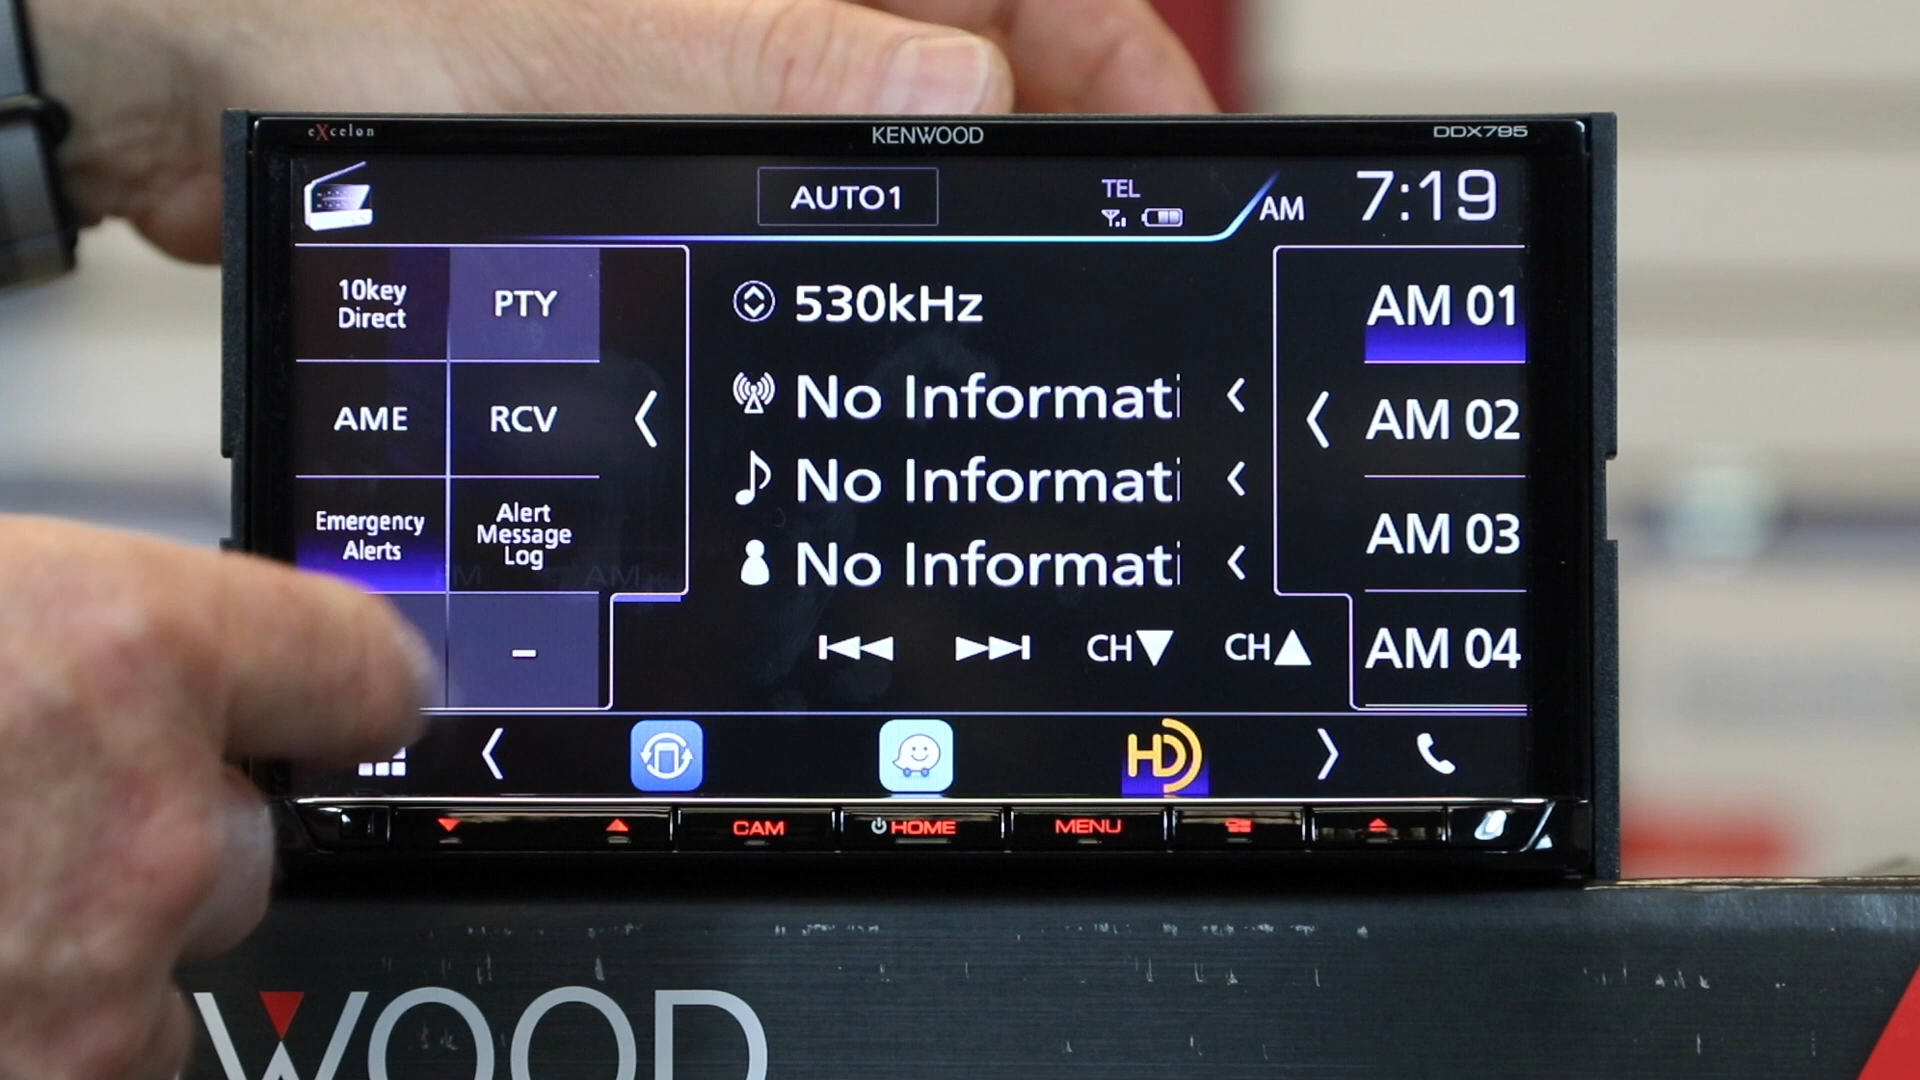 eXcelon
KENWOOD
DDX795
AUTO1
TEL
AM
7:19
10key
Direct
PTY
AME
RCV
Emergency
Alerts
Alert
Message
Log
-
530kHz
No Informati
No Informati
No Informati
CH
CH
AM 01
AM 02
AM 03
AM 04
HD
CAM
HOME
MENU
WOOD